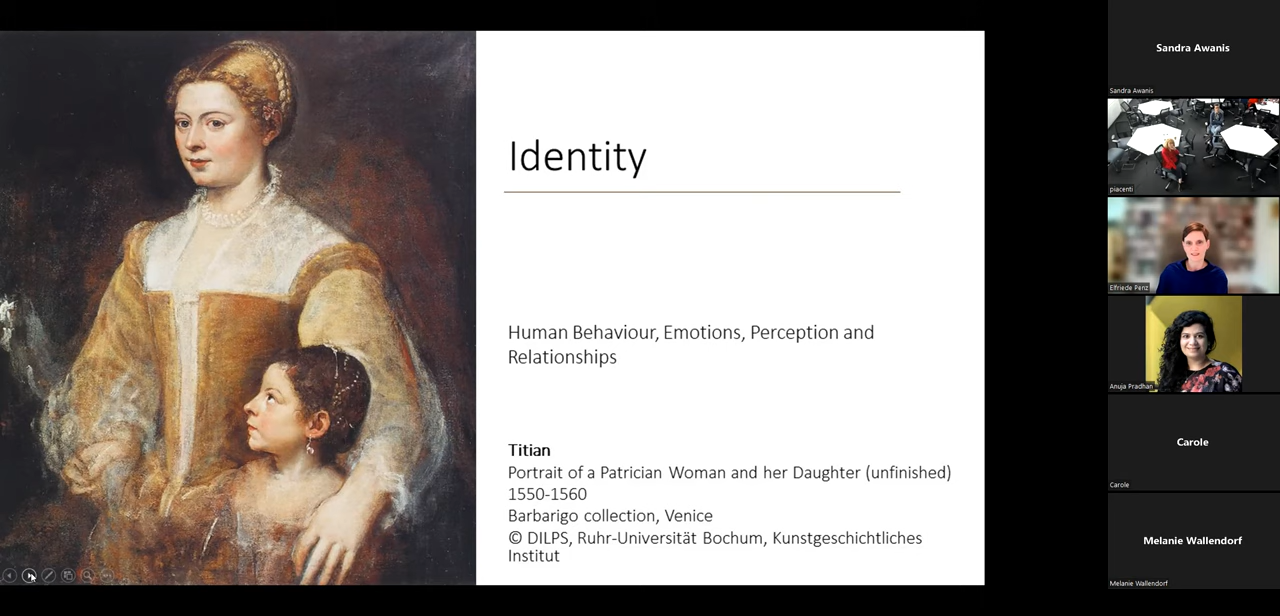 Identity
Human Behaviour, Emotions, Perception and
Relationships
Titian
Portrait of a Patrician Woman and her Daughter (unfinished)
1550-1560
Barbarigo collection, Venice
© DILPS, Ruhr-Universität Bochum, Kunstgeschichtliches
Institut
Sandra Awanis
Sandra Awanis
piacenti
Elfriede Penz
Anuja Pradhan
Carole
Carole
Melanie Wallendorf
Melanie Wallendorf